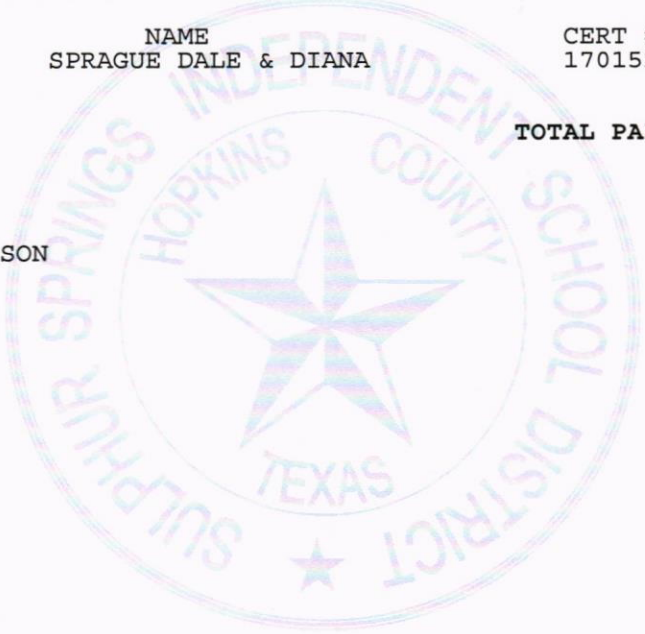 NAME CERT
SPRAGUE DALE & DIANA 17015
TOTAL PA
SON
SULPHUR SPRINGS INDEPENDENT SCHOOL DISTRICT
HOPKINS COUNTY
TEXAS